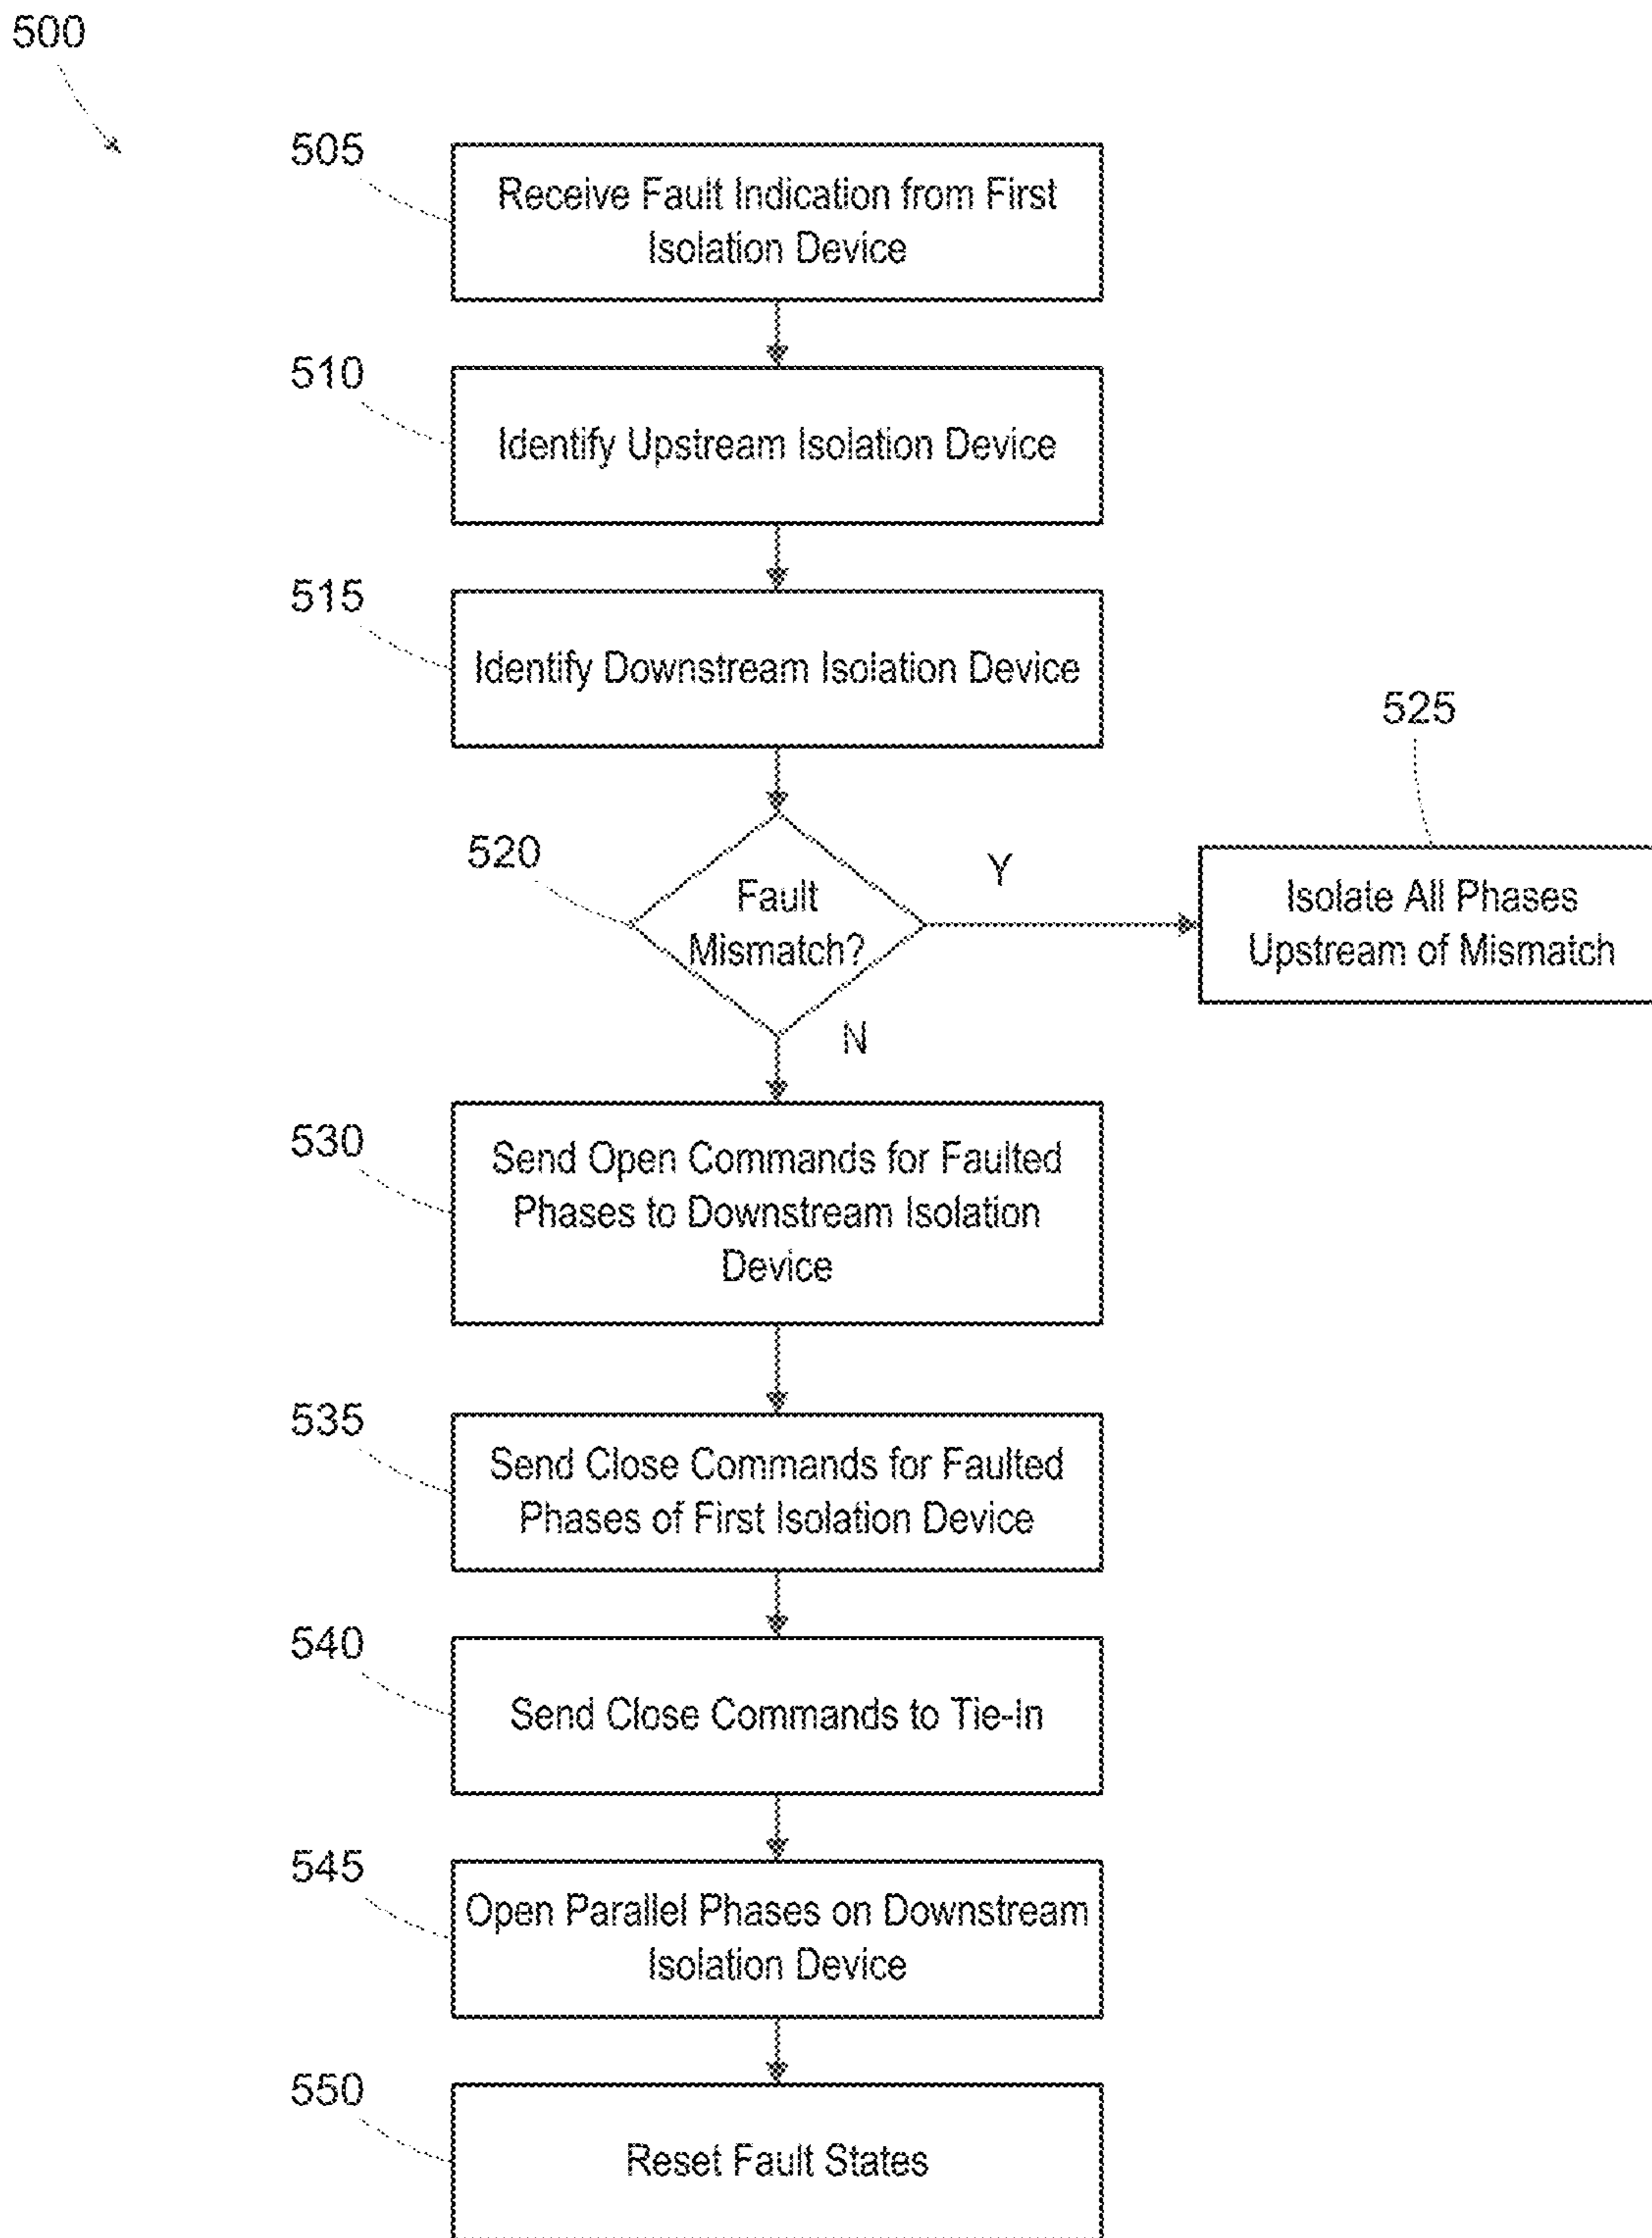 500
505
Receive Fault Indication from First
Isolation Device
510
Identify Upstream Isolation Device
515
Identify Downstream Isolation Device
520
Fault
Mismatch?
Y
525
Isolate All Phases
Upstream of Mismatch
N
530
Send Open Commands for Faulted
Phases to Downstream Isolation
Device
535
Send Close Commands for Faulted
Phases of First Isolation Device
540
Send Close Commands to Tie-In
545
Open Parallel Phases on Downstream
Isolation Device
550
Reset Fault States